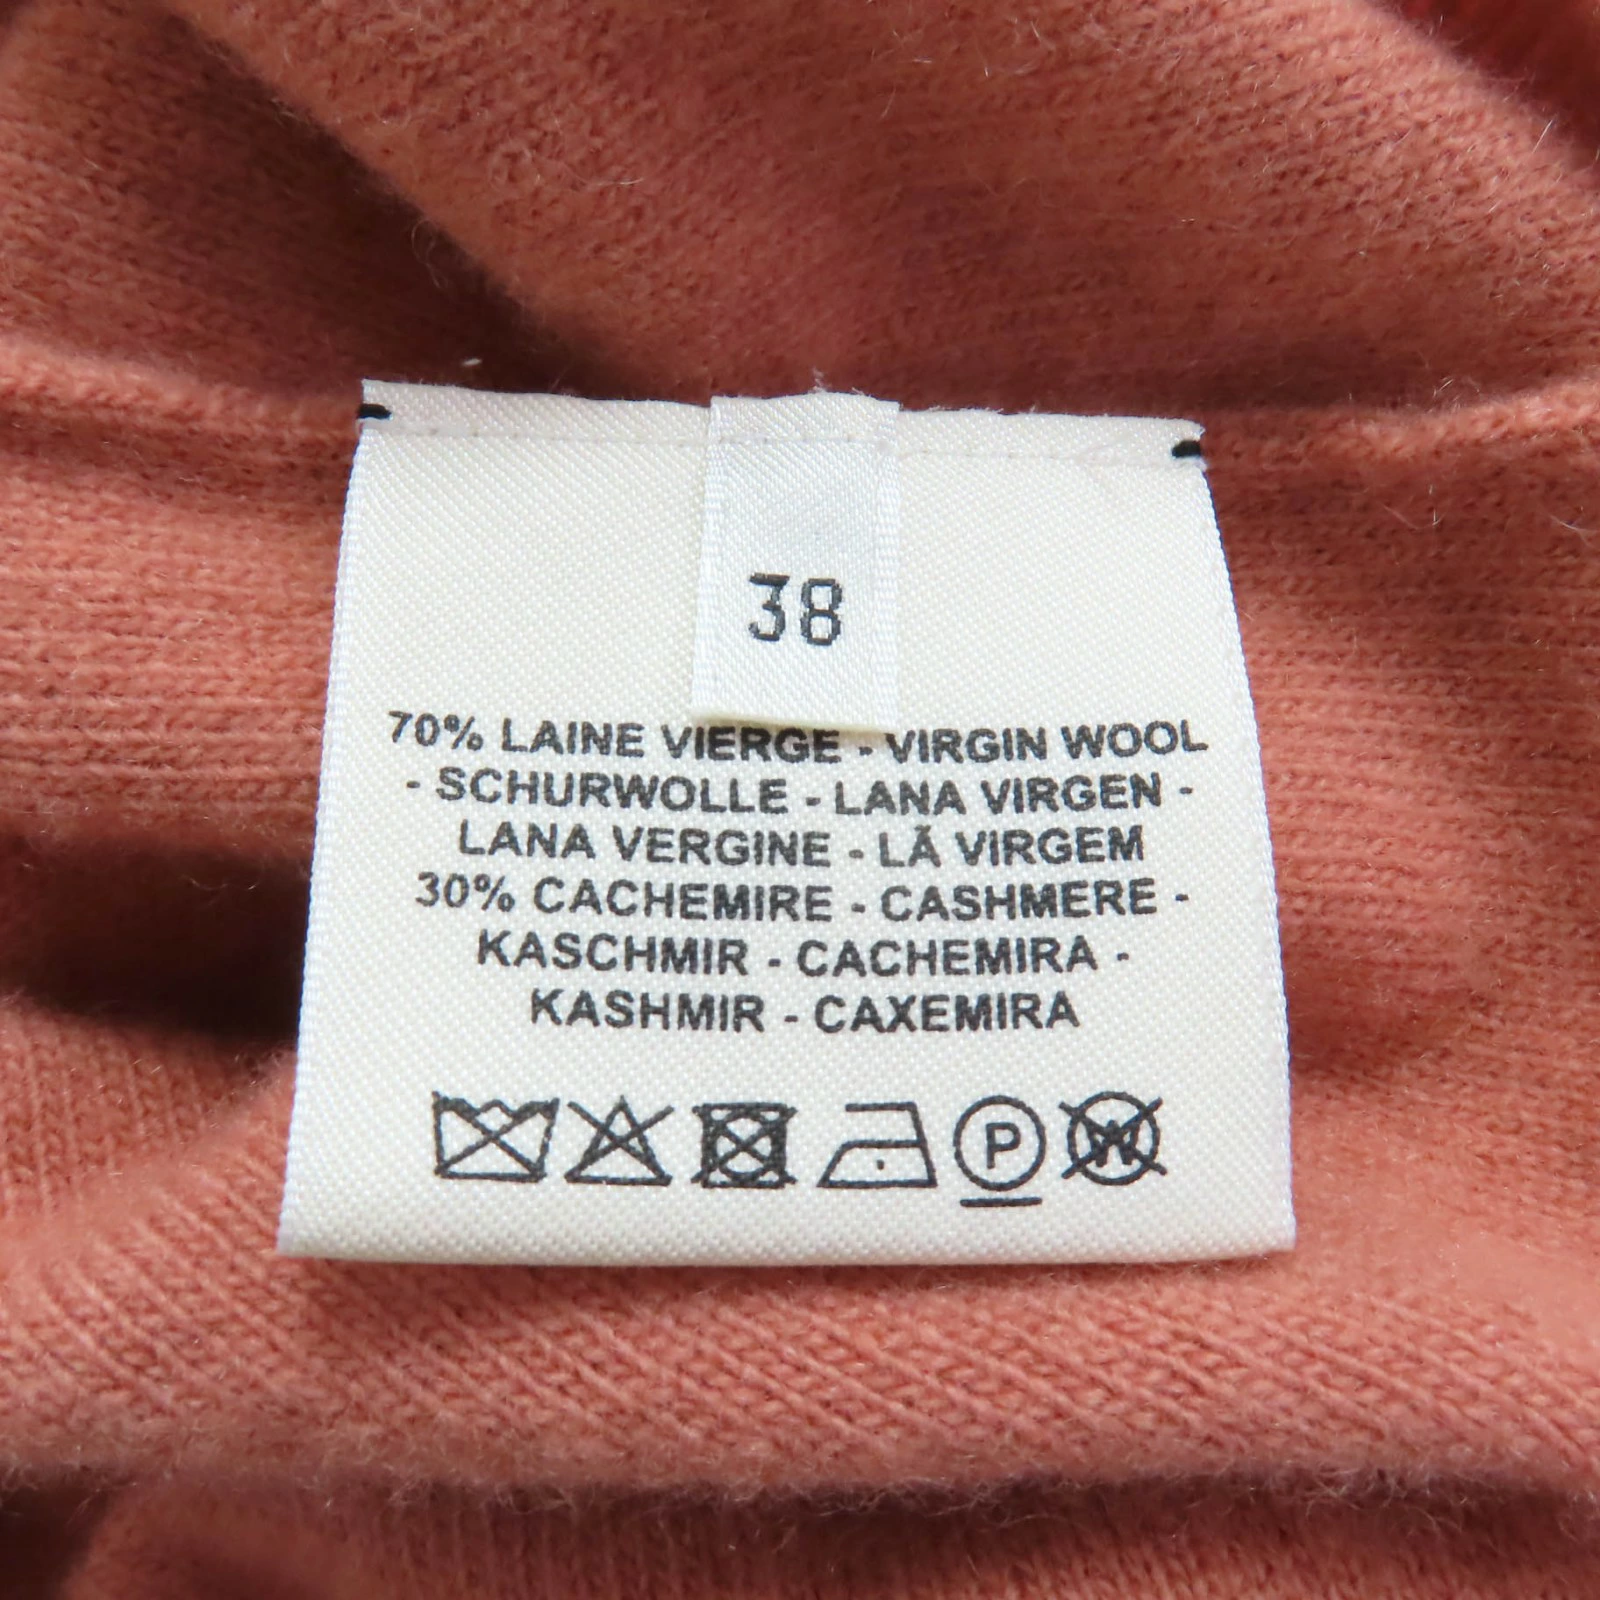 38
70% LAINE VIERGE - VIRGIN WOOL
- SCHURWOLLE - LANA VIRGEN -
LANA VERGINE - LÃ VIRGEM
30% CACHEMIRE - CASHMERE -
KASCHMIR - CACHEMIRA -
KASHMIR - CAXEMIRA
P W